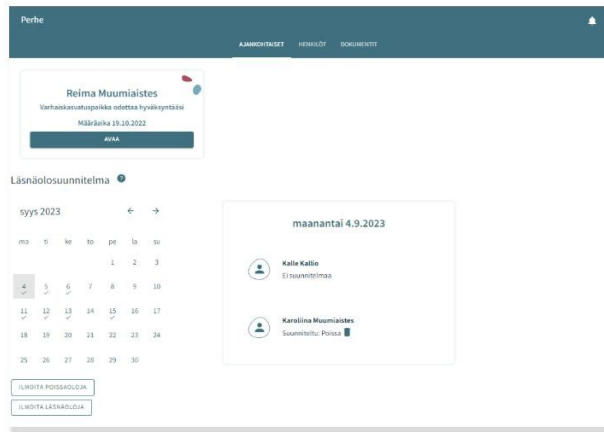 Perhe
AJANKOHTAISET HENKILÖT DOKUMENTIT
Reima Muumiaistes
Varhaiskasvatuspaikka odottaa hyväksyntääsi
Määräaika 19.10.2022
AVAA
Läsnäolosuunnitelma ?
syys 2023 ← →
ma ti ke to pe la su
1 2 3
4 5 6 7 8 9 10
11 12 13 14 15 16 17
18 19 20 21 22 23 24
25 26 27 28 29 30
maanantai 4.9.2023
Kalle Kallio
Ei suunnitelmaa
Karoliina Muumiaistes
Suunniteltu: Poissa
ILMOITA POISSAOLOJA
ILMOITA LÄSNÄOLOJA